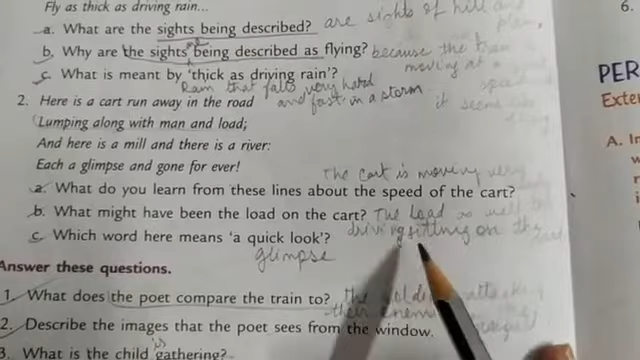 Fly as thick as driving rain...
6.
a. What are the sights being described? are sights of hill and plain,
b. Why are the sights being described as flying? because the train
moving at a
c. What is meant by 'thick as driving rain'?
Rain that falls very hard
and fast in a storm.
speed
it seems
PER
Exter
2. Here is a cart run away in the road
Lumping along with man and load;
And here is a mill and there is a river:
Each a glimpse and gone for ever!
A. In
the cart is moving very
a. What do you learn from these lines about the speed of the cart?
b. What might have been the load on the cart? The load as well
driving sitting on the
c. Which word here means 'a quick look'?
glimpse
Answer these questions.
1. What does the poet compare the train to? the
their
2. Describe the images that the poet sees from the window.
3. What is the child is gathering?